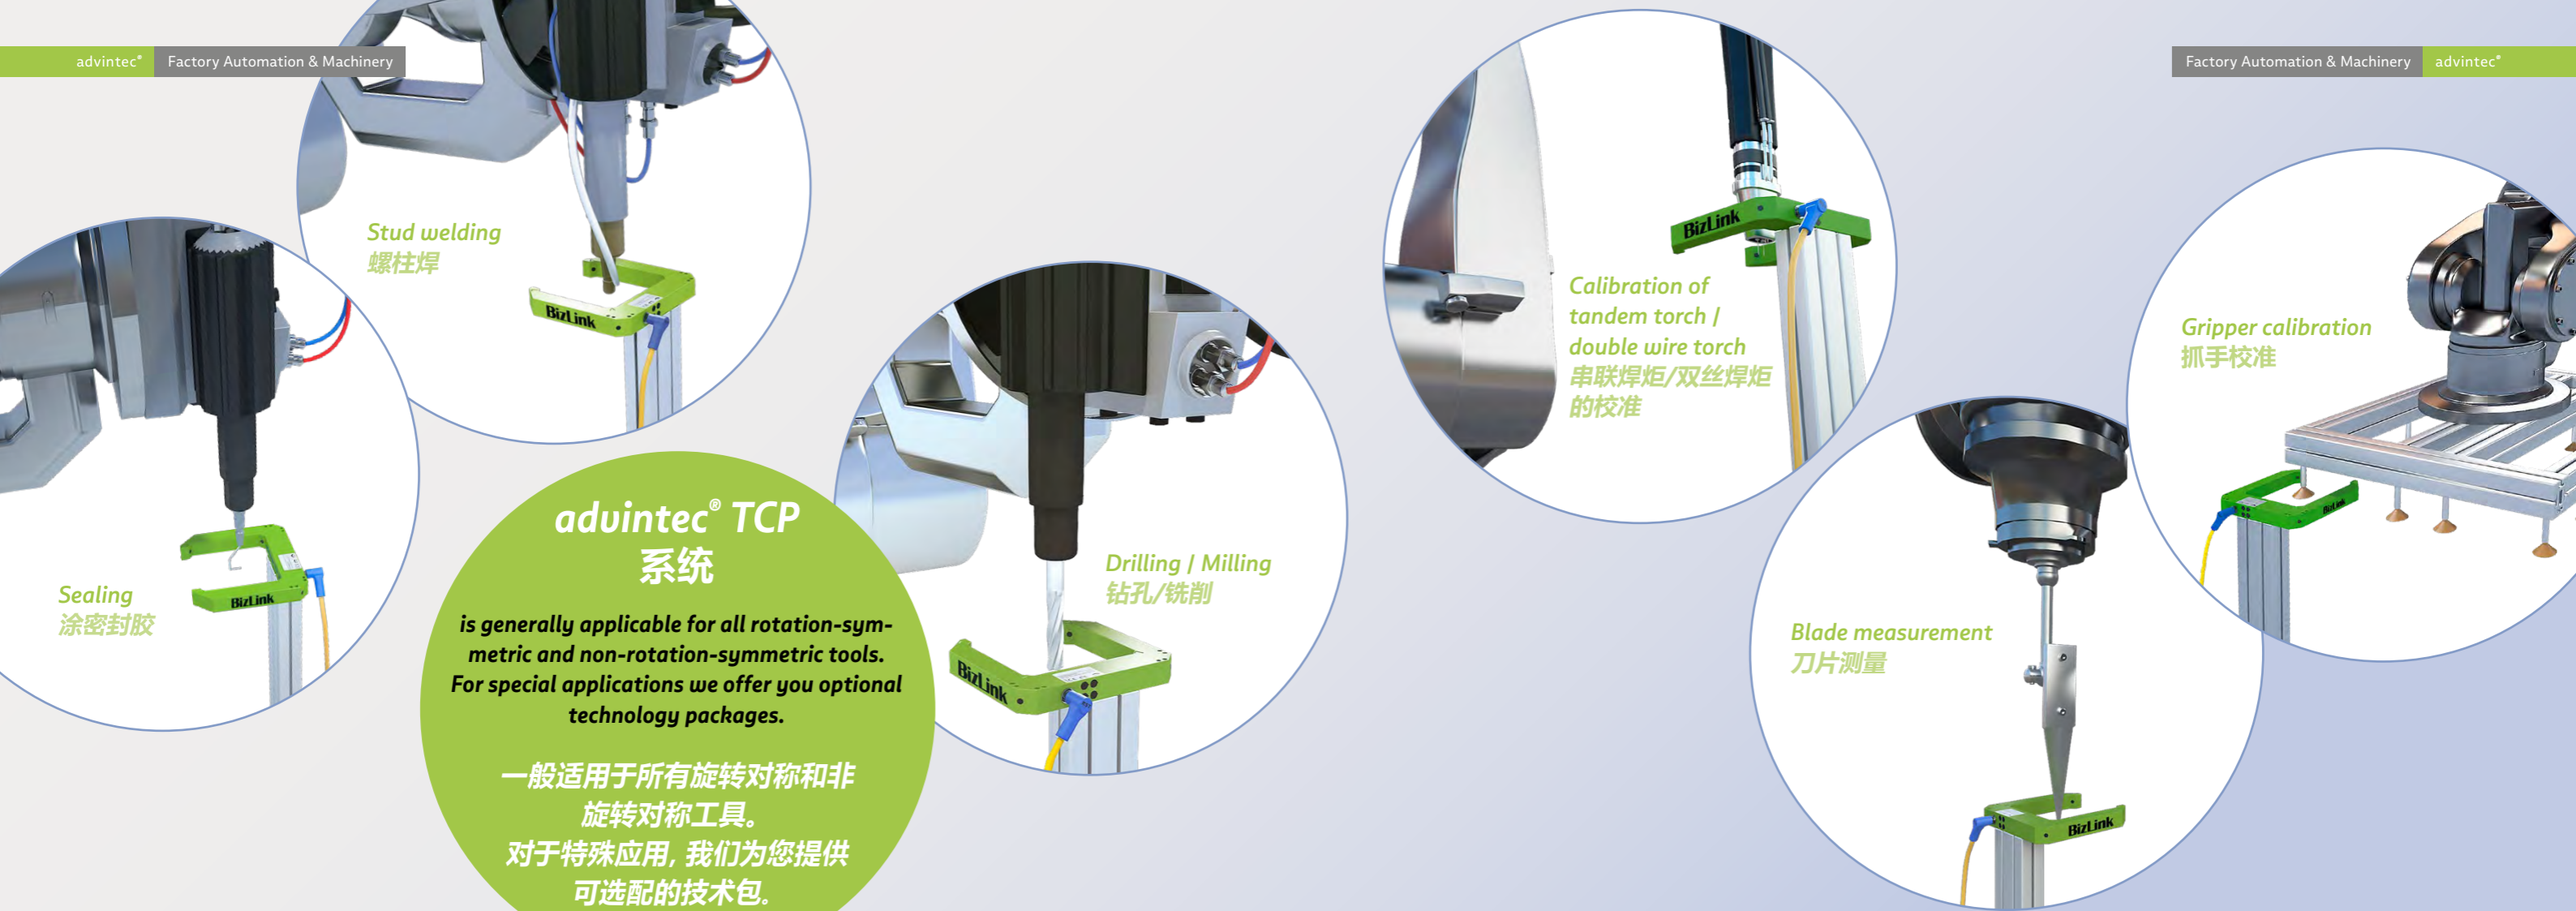 advintec®
Factory Automation & Machinery
Factory Automation & Machinery
advintec®
Stud welding
螺柱焊
BizLink
Sealing
涂密封胶
BizLink
advintec® TCP
系统
is generally applicable for all rotation-sym-
metric and non-rotation-symmetric tools.
For special applications we offer you optional
technology packages.
一般适用于所有旋转对称和非
旋转对称工具。
对于特殊应用, 我们为您提供
可选配的技术包。
Drilling / Milling
钻孔/铣削
BizLink
BizLink
Calibration of
tandem torch /
double wire torch
串联焊炬/双丝焊炬
的校准
Blade measurement
刀片测量
BizLink
Gripper calibration
抓手校准
BizLink